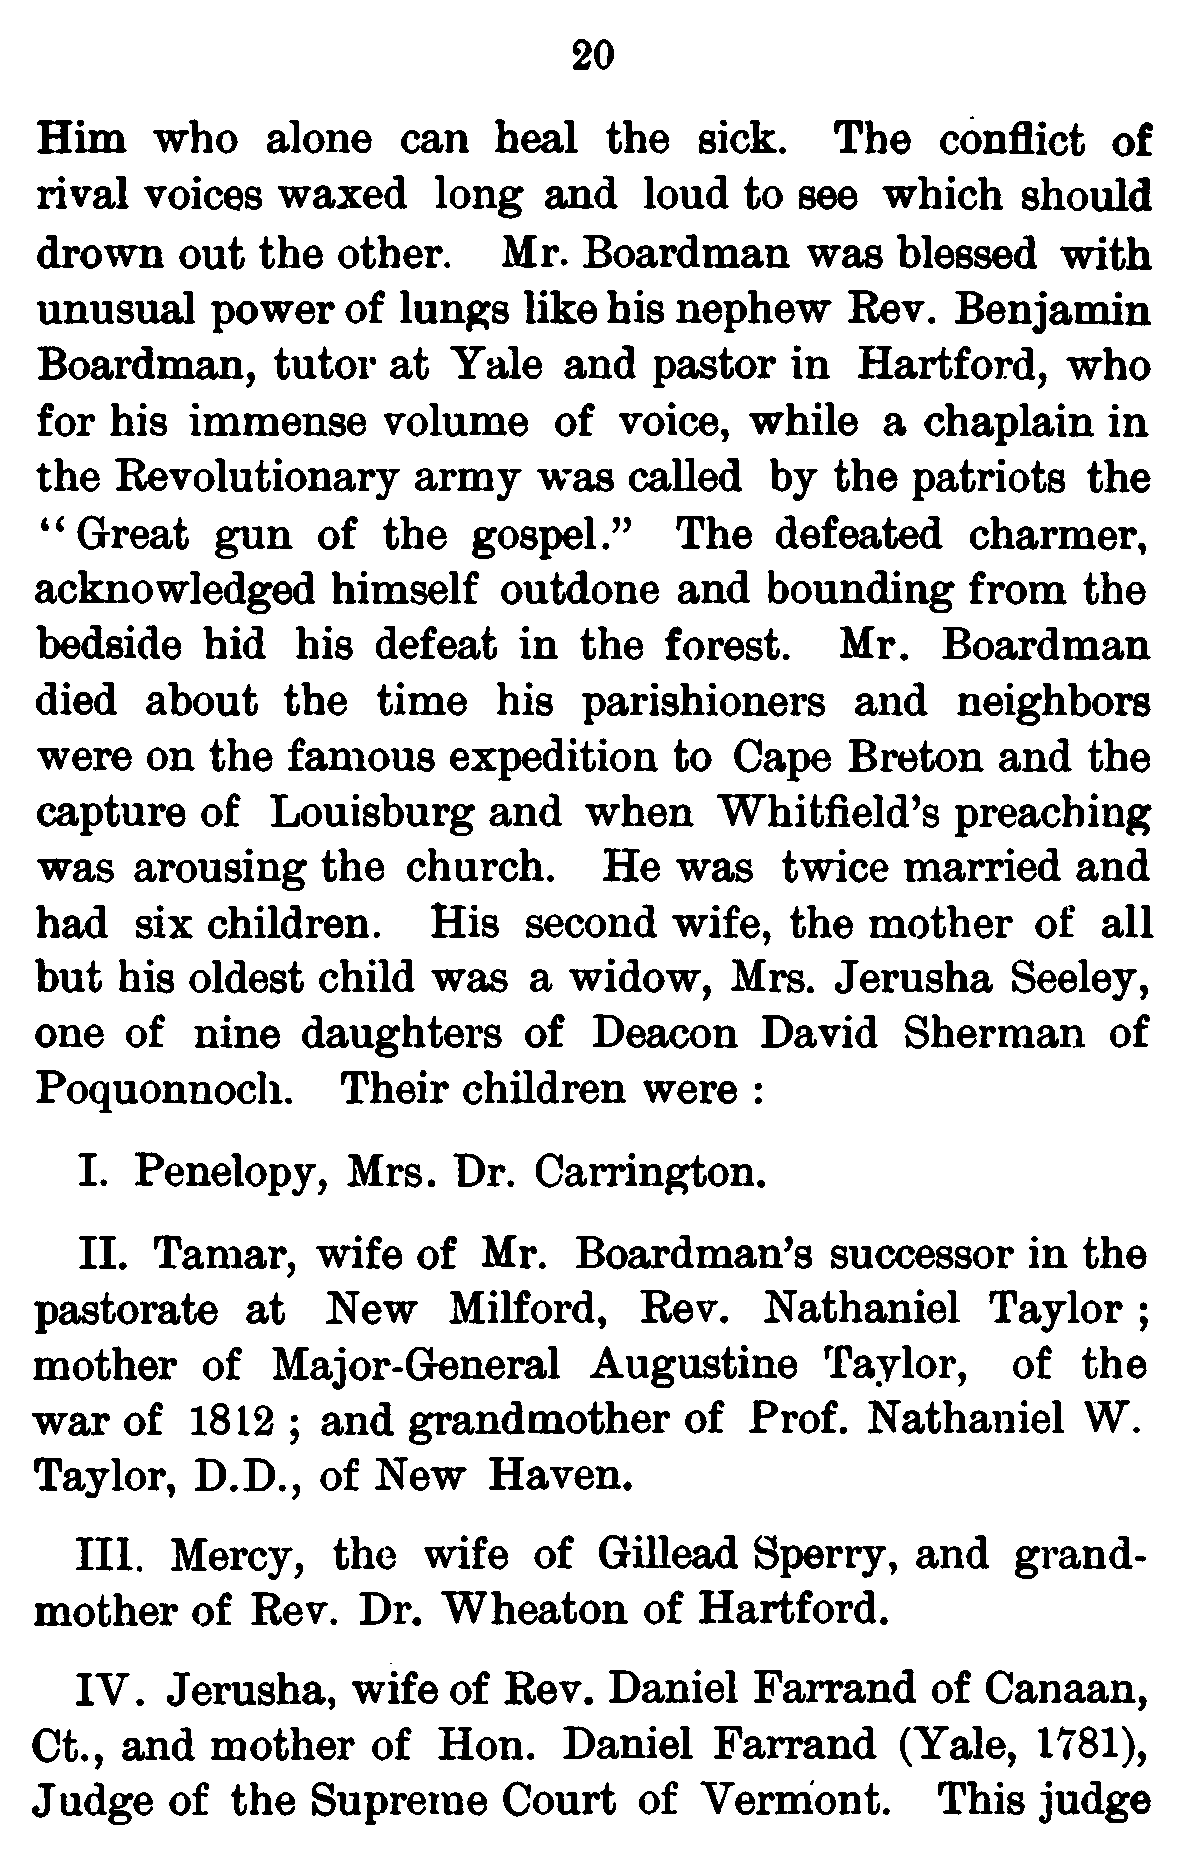 20
Him who alone can heal the sick. The conflict of
rival voices waxed long and loud to see which should
drown out the other. Mr. Boardman was blessed with
unusual power of lungs like his nephew Rev. Benjamin
Boardman, tutor at Yale and pastor in Hartford, who
for his immense volume of voice, while a chaplain in
the Revolutionary army was called by the patriots the
“Great gun of the gospel.” The defeated charmer,
acknowledged himself outdone and bounding from the
bedside hid his defeat in the forest. Mr. Boardman
died about the time his parishioners and neighbors
were on the famous expedition to Cape Breton and the
capture of Louisburg and when Whitfield’s preaching
was arousing the church. He was twice married and
had six children. His second wife, the mother of all
but his oldest child was a widow, Mrs. Jerusha Seeley,
one of nine daughters of Deacon David Sherman of
Poquonnoch. Their children were :
I. Penelopy, Mrs. Dr. Carrington.
II. Tamar, wife of Mr. Boardman’s successor in the
pastorate at New Milford, Rev. Nathaniel Taylor ;
mother of Major-General Augustine Taylor, of the
war of 1812 ; and grandmother of Prof. Nathaniel W.
Taylor, D.D., of New Haven.
III. Mercy, the wife of Gillead Sperry, and grand-
mother of Rev. Dr. Wheaton of Hartford.
IV. Jerusha, wife of Rev. Daniel Farrand of Canaan,
Ct., and mother of Hon. Daniel Farrand (Yale, 1781),
Judge of the Supreme Court of Vermont. This judge